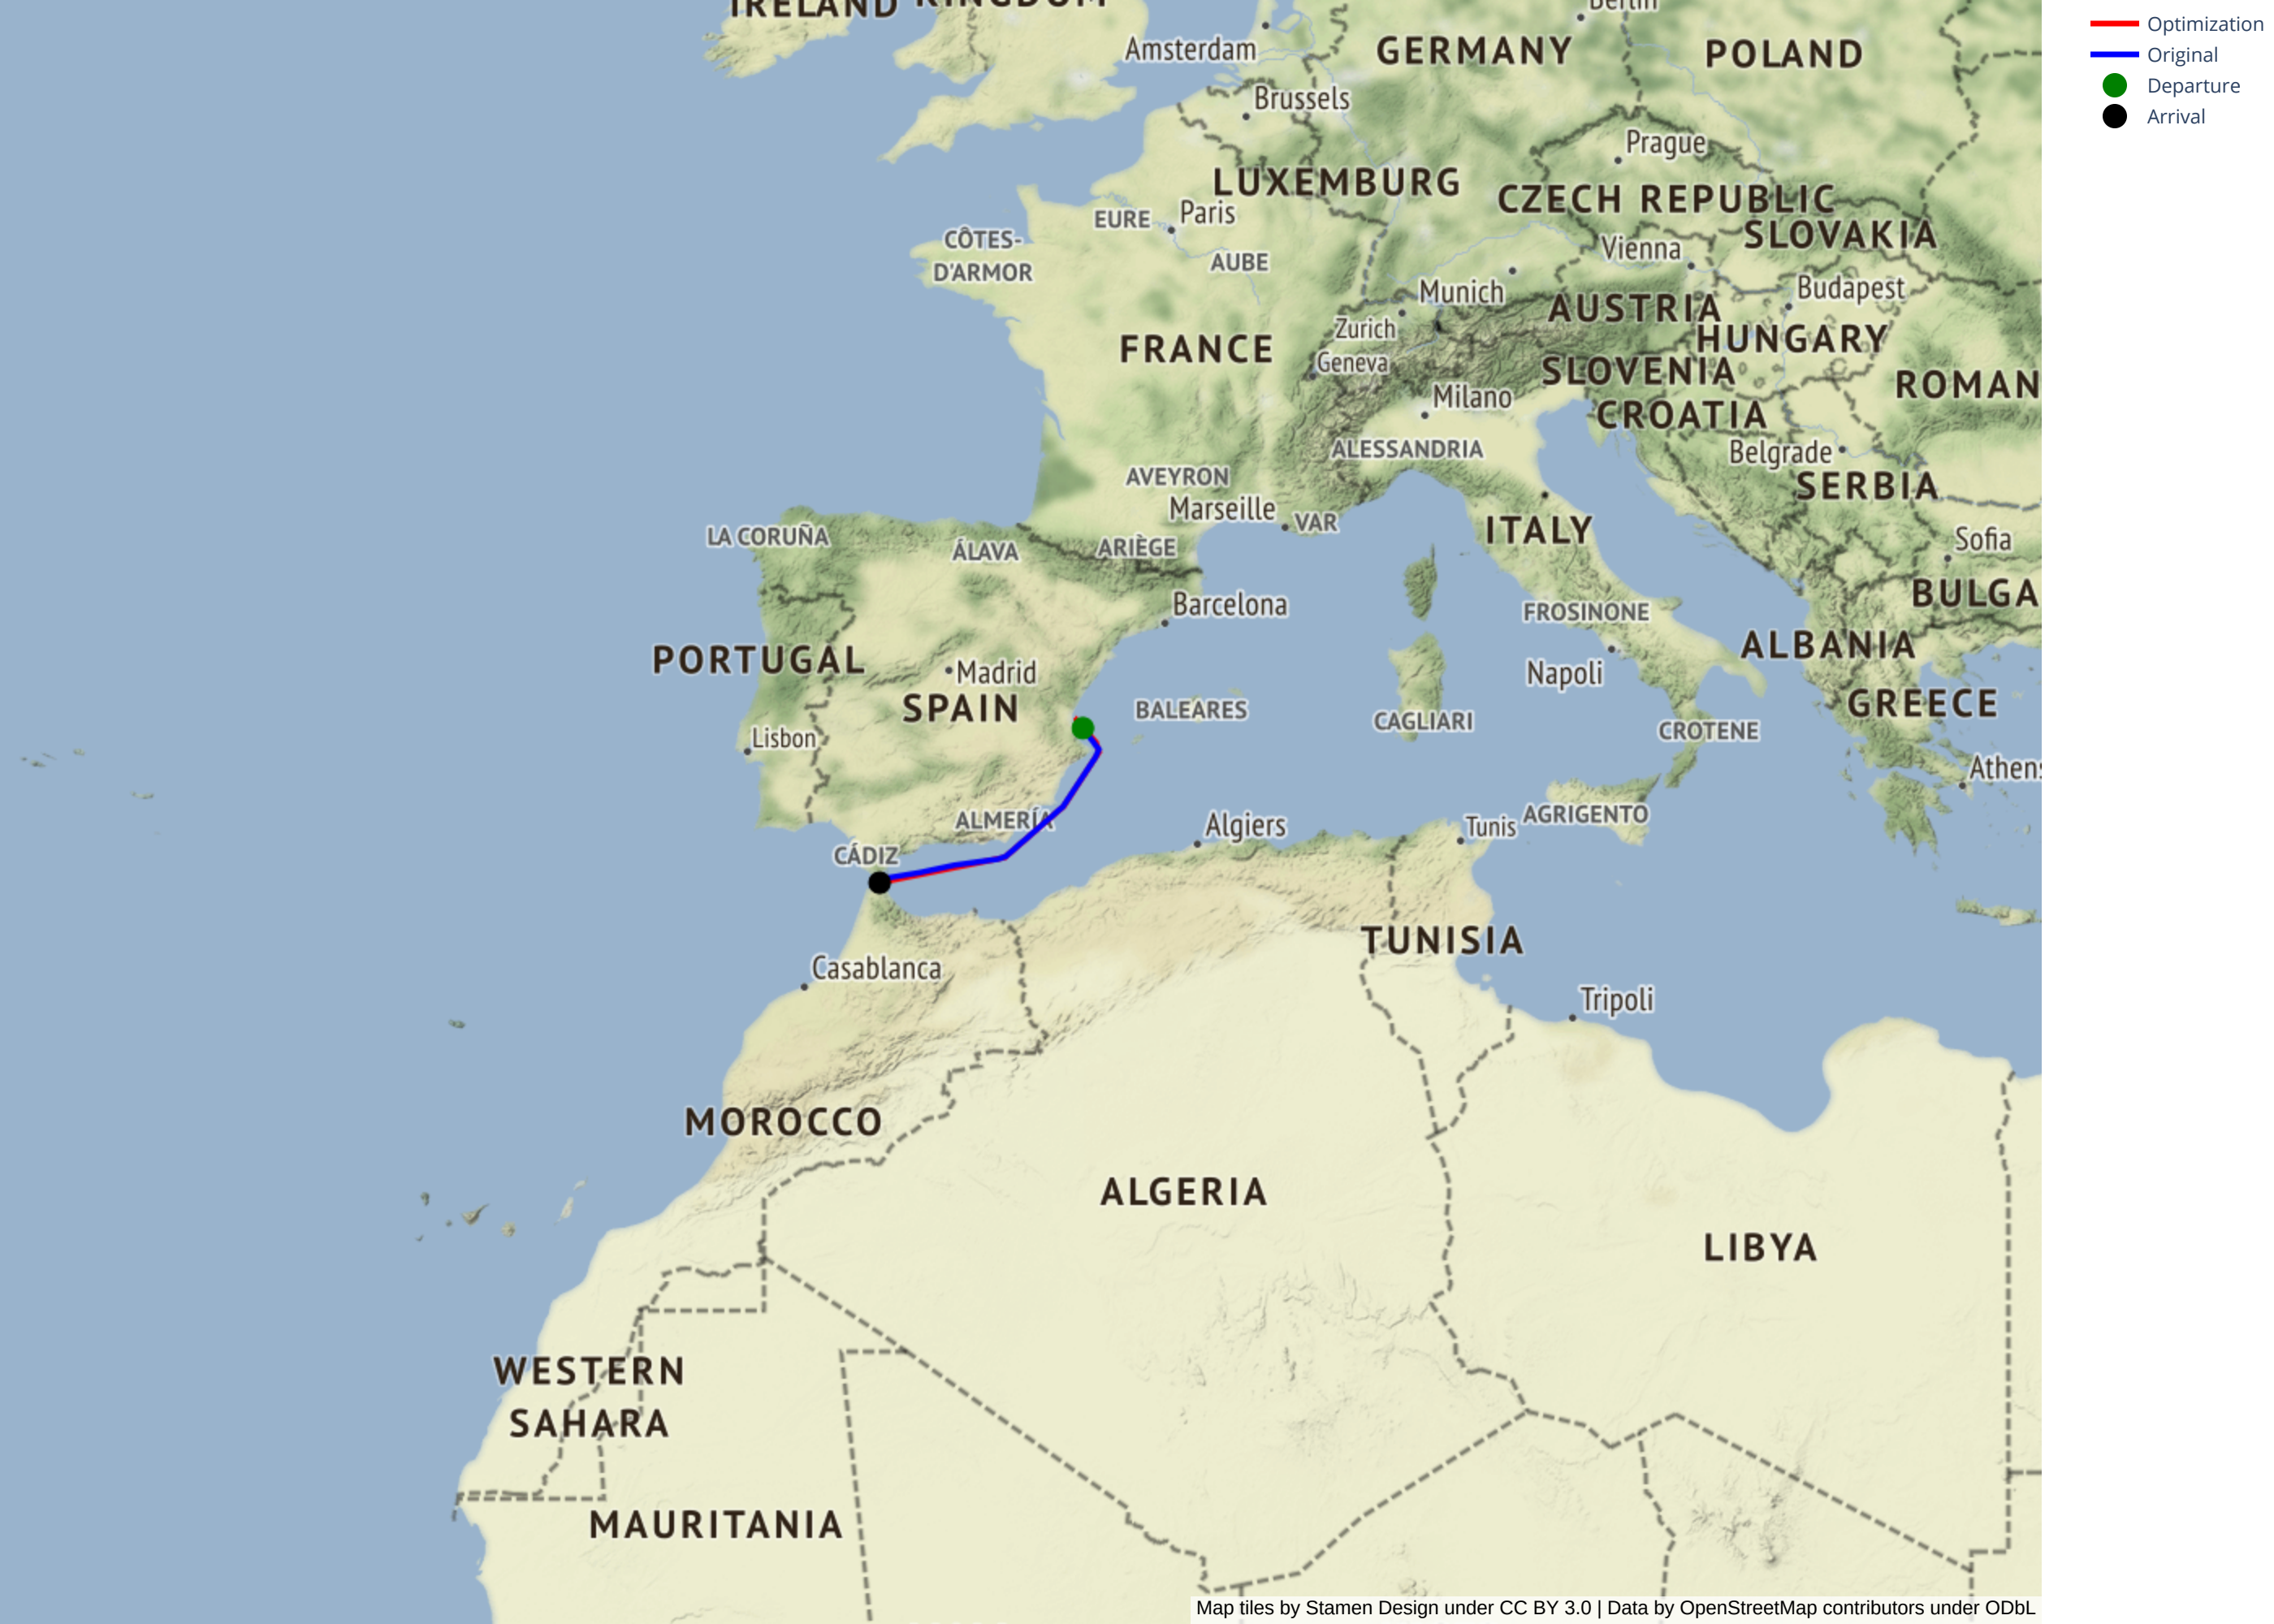 IRELAND KINGDOM
Berlin
Amsterdam
GERMANY
POLAND
Brussels
Prague
LUXEMBURG
CZECH REPUBLIC
EURE
Paris
SLOVAKIA
CÔTES-
D'ARMOR
AUBE
Vienna
Munich
Budapest
AUSTRIA
Zurich
HUNGARY
FRANCE
Geneva
SLOVENIA
ROMAN
Milano
CROATIA
ALESSANDRIA
Belgrade
AVEYRON
SERBIA
Marseille
VAR
ITALY
LA CORUÑA
ÁLAVA
ARIÈGE
Sofia
BULGA
Barcelona
FROSINONE
ALBANIA
PORTUGAL
Madrid
Napoli
SPAIN
BALEARES
CAGLIARI
GREECE
CROTENE
Lisbon
Athens
ALMERÍA
Algiers
Tunis
AGRIGENTO
CÁDIZ
TUNISIA
Casablanca
Tripoli
MOROCCO
ALGERIA
LIBYA
WESTERN
SAHARA
MAURITANIA
Optimization
Original
Departure
Arrival
Map tiles by Stamen Design under CC BY 3.0 | Data by OpenStreetMap contributors under ODbL